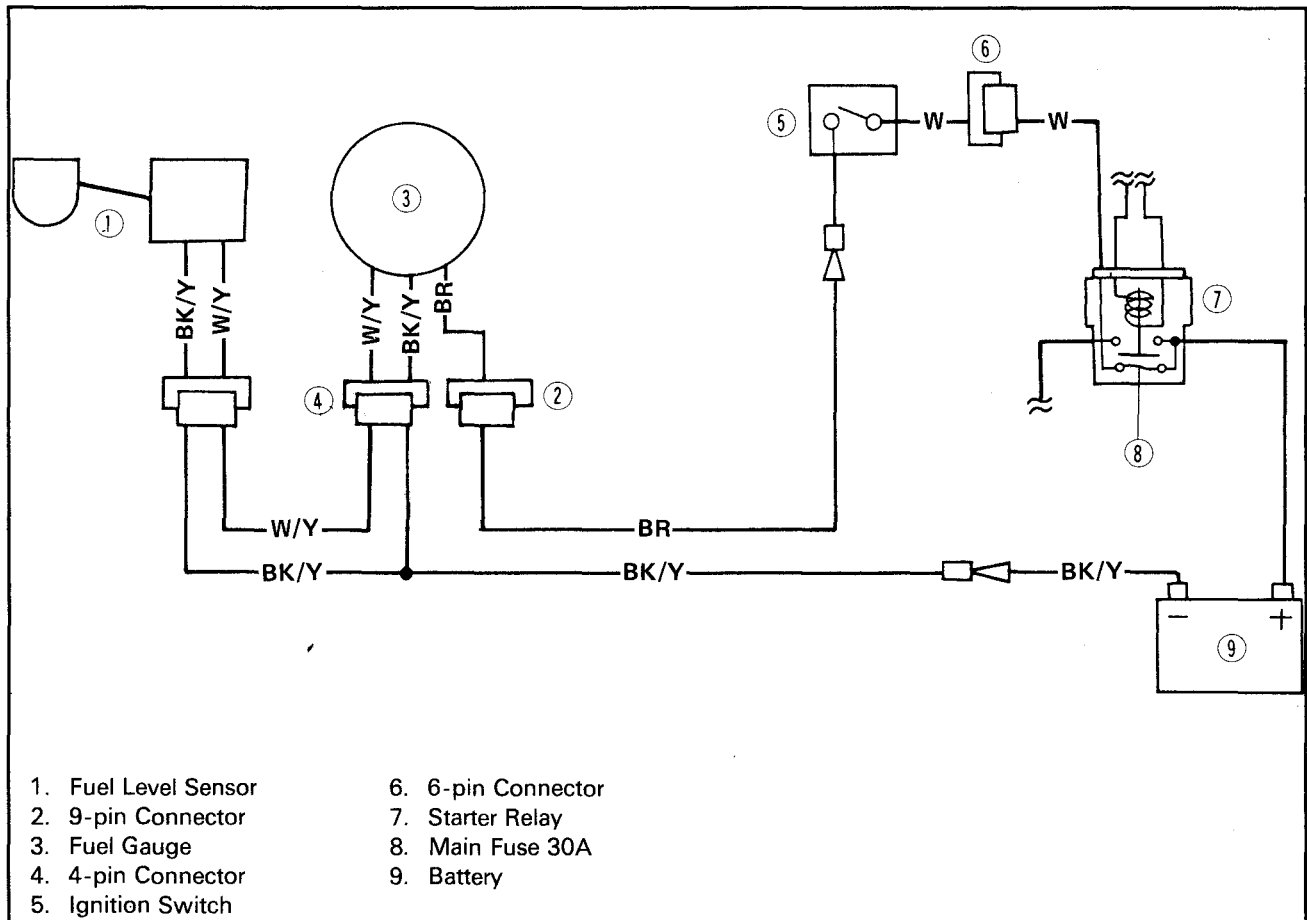 6
5
W
W
3
1
7
BK/Y
W/Y
W/Y
BK/Y
BR
4
2
8
W/Y
BR
BK/Y
BK/Y
BK/Y
− +
9
1. Fuel Level Sensor
2. 9-pin Connector
3. Fuel Gauge
4. 4-pin Connector
5. Ignition Switch
6. 6-pin Connector
7. Starter Relay
8. Main Fuse 30A
9. Battery